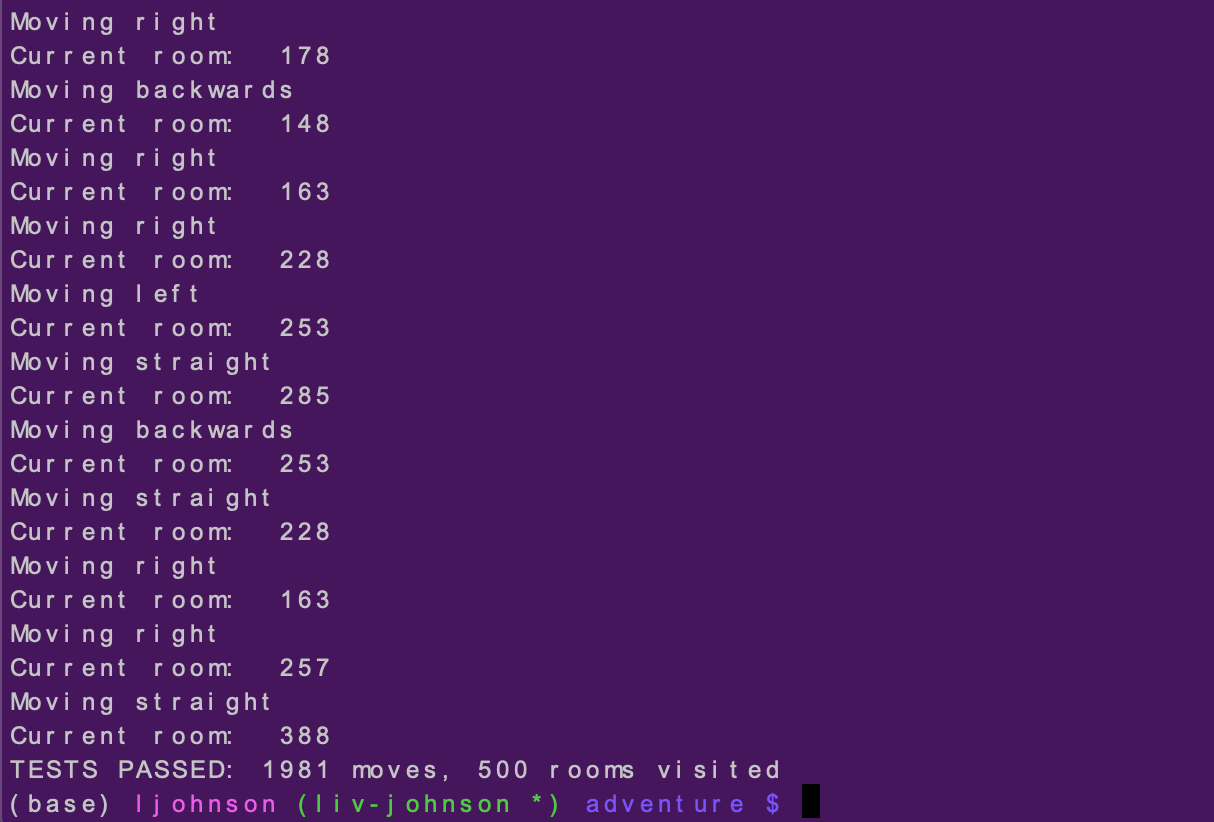 Moving right
Current room:  178
Moving backwards
Current room:  148
Moving right
Current room:  163
Moving right
Current room:  228
Moving left
Current room:  253
Moving straight
Current room:  285
Moving backwards
Current room:  253
Moving straight
Current room:  228
Moving right
Current room:  163
Moving right
Current room:  257
Moving straight
Current room:  388
TESTS PASSED: 1981 moves, 500 rooms visited
(base) ljohnson (liv-johnson *) adventure $